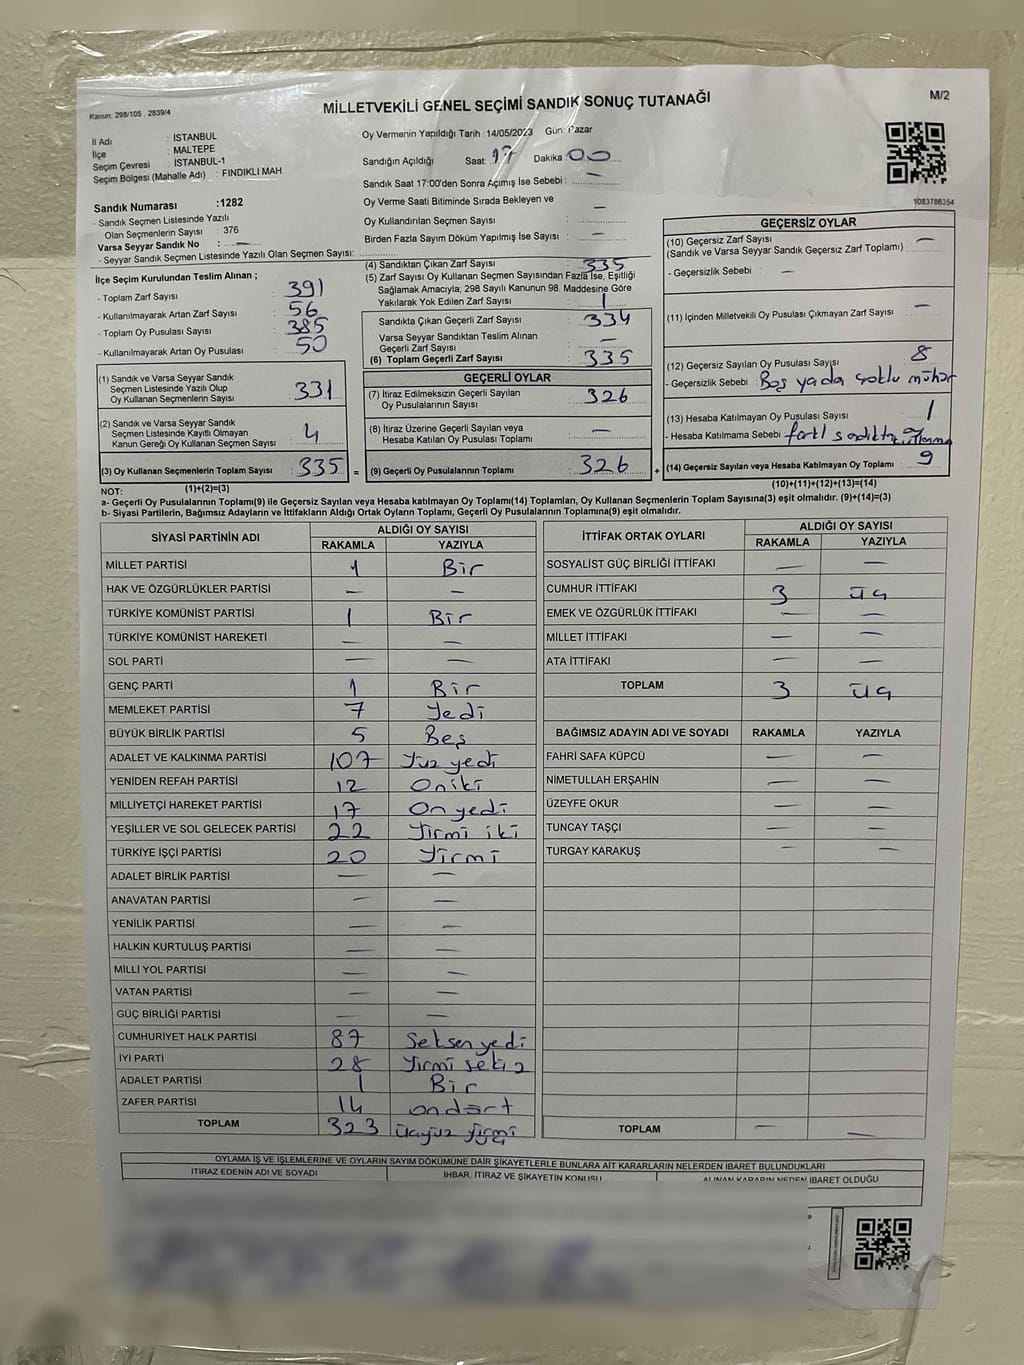 MİLLETVEKİLİ GENEL SEÇİMİ SANDIK SONUÇ TUTANAĞI
M/2
Kanun: 298/105 , 2839/4
İl Adı : İSTANBUL
İlçe : MALTEPE
Seçim Çevresi : İSTANBUL-1
Seçim Bölgesi (Mahalle Adı) : FINDIKLI MAH.
Oy Vermenin Yapıldığı Tarih :14/05/2023 Gün: Pazar
Sandığın Açıldığı Saat: 17 Dakika 00
Sandık Saat 17:00'den Sonra Açımış İse Sebebi : —
Oy Verme Saati Bitiminde Sırada Bekleyen ve
Oy Kullandırılan Seçmen Sayısı : —
Birden Fazla Sayım Döküm Yapılmış İse Sayısı : —
1083786354
Sandık Numarası :1282
- Sandık Seçmen Listesinde Yazılı
Olan Seçmenlerin Sayısı : 376
Varsa Seyyar Sandık No : —
- Seyyar Sandık Seçmen Listesinde Yazılı Olan Seçmen Sayısı:
İlçe Seçim Kurulundan Teslim Alınan ;
- Toplam Zarf Sayısı : 391
- Kullanılmayarak Artan Zarf Sayısı : 56
- Toplam Oy Pusulası Sayısı : 385
- Kullanılmayarak Artan Oy Pusulası : 50
(1) Sandık ve Varsa Seyyar Sandık
Seçmen Listesinde Yazılı Olup
Oy Kullanan Seçmenlerin Sayısı : 331
(2) Sandık ve Varsa Seyyar Sandık
Seçmen Listesinde Kayıtlı Olmayan
Kanun Gereği Oy Kullanan Seçmen Sayısı : 4
(3) Oy Kullanan Seçmenlerin Toplam Sayısı : 335 =
(4) Sandıktan Çıkan Zarf Sayısı : 335
(5) Zarf Sayısı Oy Kullanan Seçmen Sayısından Fazla İse, Eşitliği
Sağlamak Amacıyla; 298 Sayılı Kanunun 98. Maddesine Göre
Yakılarak Yok Edilen Zarf Sayısı : 1
Sandıkta Çıkan Geçerli Zarf Sayısı : 334
Varsa Seyyar Sandıktan Teslim Alınan
Geçerli Zarf Sayısı : —
(6) Toplam Geçerli Zarf Sayısı : 335
GEÇERLİ OYLAR
(7) İtiraz Edilmeksizin Geçerli Sayılan
Oy Pusulalarının Sayısı : 326
(8) İtiraz Üzerine Geçerli Sayılan veya
Hesaba Katılan Oy Pusulası Toplamı : —
(9) Geçerli Oy Pusulalarının Toplamı : 326 +
GEÇERSİZ OYLAR
(10) Geçersiz Zarf Sayısı
(Sandık ve Varsa Seyyar Sandık Geçersiz Zarf Toplamı) : —
- Geçersizlik Sebebi : —
(11) İçinden Milletvekili Oy Pusulası Çıkmayan Zarf Sayısı : —
(12) Geçersiz Sayılan Oy Pusulası Sayısı : 8
- Geçersizlik Sebebi : Boş yada çoklu mühür
(13) Hesaba Katılmayan Oy Pusulası Sayısı : 1
- Hesaba Katılmama Sebebi : farklı sandıkta
(14) Geçersiz Sayılan veya Hesaba Katılmayan Oy Toplamı : 9
NOT: (1)+(2)=(3)
(10)+(11)+(12)+(13)=(14)
a- Geçerli Oy Pusulalarının Toplamı(9) ile Geçersiz Sayılan veya Hesaba katılmayan Oy Toplamı(14) Toplamları, Oy Kullanan Seçmenlerin Toplam Sayısına(3) eşit olmalıdır. (9)+(14)=(3)
b- Siyasi Partilerin, Bağımsız Adayların ve İttifakların Aldığı Ortak Oyların Toplamı, Geçerli Oy Pusulalarının Toplamına(9) eşit olmalıdır.
SİYASİ PARTİNİN ADI ALDIĞI OY SAYISI
RAKAMLA YAZIYLA
MİLLET PARTİSİ 1 Bir
HAK VE ÖZGÜRLÜKLER PARTİSİ — —
TÜRKİYE KOMÜNİST PARTİSİ 1 Bir
TÜRKİYE KOMÜNİST HAREKETİ — —
SOL PARTİ — —
GENÇ PARTİ 1 Bir
MEMLEKET PARTİSİ 7 Yedi
BÜYÜK BİRLİK PARTİSİ 5 Beş
ADALET VE KALKINMA PARTİSİ 107 Yüz yedi
YENİDEN REFAH PARTİSİ 12 Oniki
MİLLİYETÇİ HAREKET PARTİSİ 17 On yedi
YEŞİLLER VE SOL GELECEK PARTİSİ 22 Yirmi iki
TÜRKİYE İŞÇİ PARTİSİ 20 Yirmi
ADALET BİRLİK PARTİSİ — —
ANAVATAN PARTİSİ — —
YENİLİK PARTİSİ — —
HALKIN KURTULUŞ PARTİSİ — —
MİLLİ YOL PARTİSİ — —
VATAN PARTİSİ — —
GÜÇ BİRLİĞİ PARTİSİ — —
CUMHURİYET HALK PARTİSİ 87 Seksen yedi
İYİ PARTİ 28 Yirmi sekiz
ADALET PARTİSİ 1 Bir
ZAFER PARTİSİ 14 ondört
TOPLAM 323 üçyüz
İTTİFAK ORTAK OYLARI ALDIĞI OY SAYISI
RAKAMLA YAZIYLA
SOSYALİST GÜÇ BİRLİĞİ İTTİFAKI — —
CUMHUR İTTİFAKI 3 üç
EMEK VE ÖZGÜRLÜK İTTİFAKI — —
MİLLET İTTİFAKI — —
ATA İTTİFAKI — —
TOPLAM 3 üç
BAĞIMSIZ ADAYIN ADI VE SOYADI RAKAMLA YAZIYLA
FAHRİ SAFA KÜPCÜ — —
NİMETULLAH ERŞAHİN — —
ÜZEYFE OKUR — —
TUNCAY TAŞÇI — —
TURGAY KARAKUŞ — —
TOPLAM — —
OYLAMA İŞ VE İŞLEMLERİNE VE OYLARIN SAYIM DÖKÜMÜNE DAİR ŞİKAYETLERLE BUNLARA AİT KARARLARIN NELERDEN İBARET BULUNDUKLARI
İTİRAZ EDENİN ADI VE SOYADI İHBAR, İTİRAZ VE ŞİKAYETİN KONUSU ALINAN KARARIN NEDEN İBARET OLDUĞU